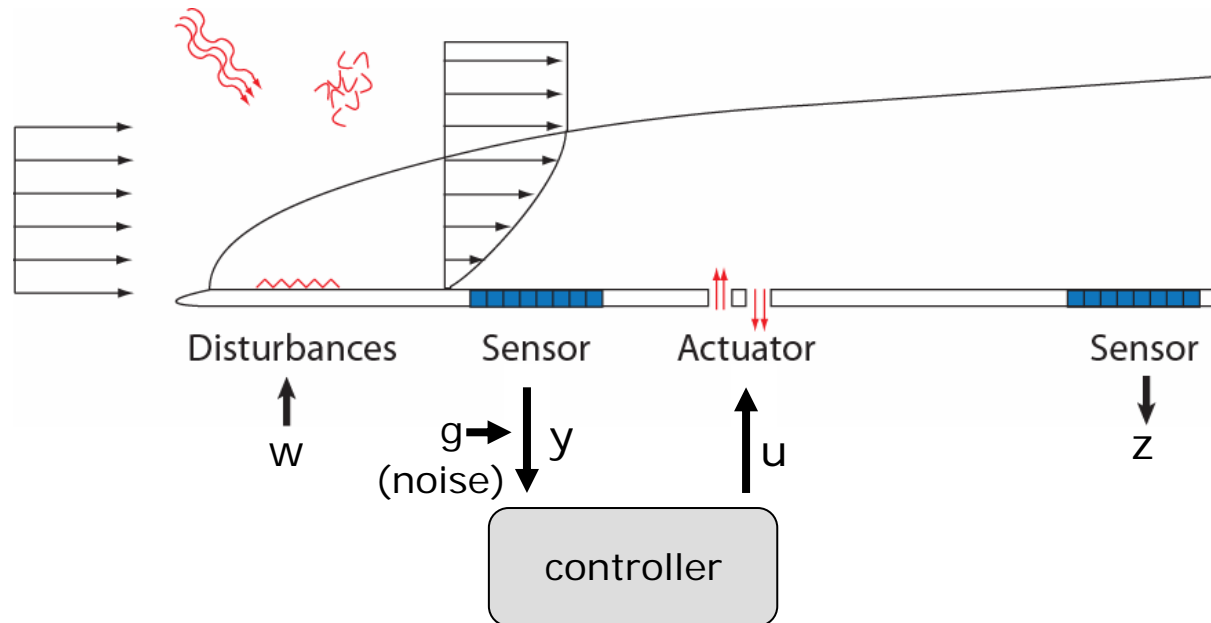 Disturbances
Sensor
Actuator
Sensor
w
g
(noise)
y
u
z
controller